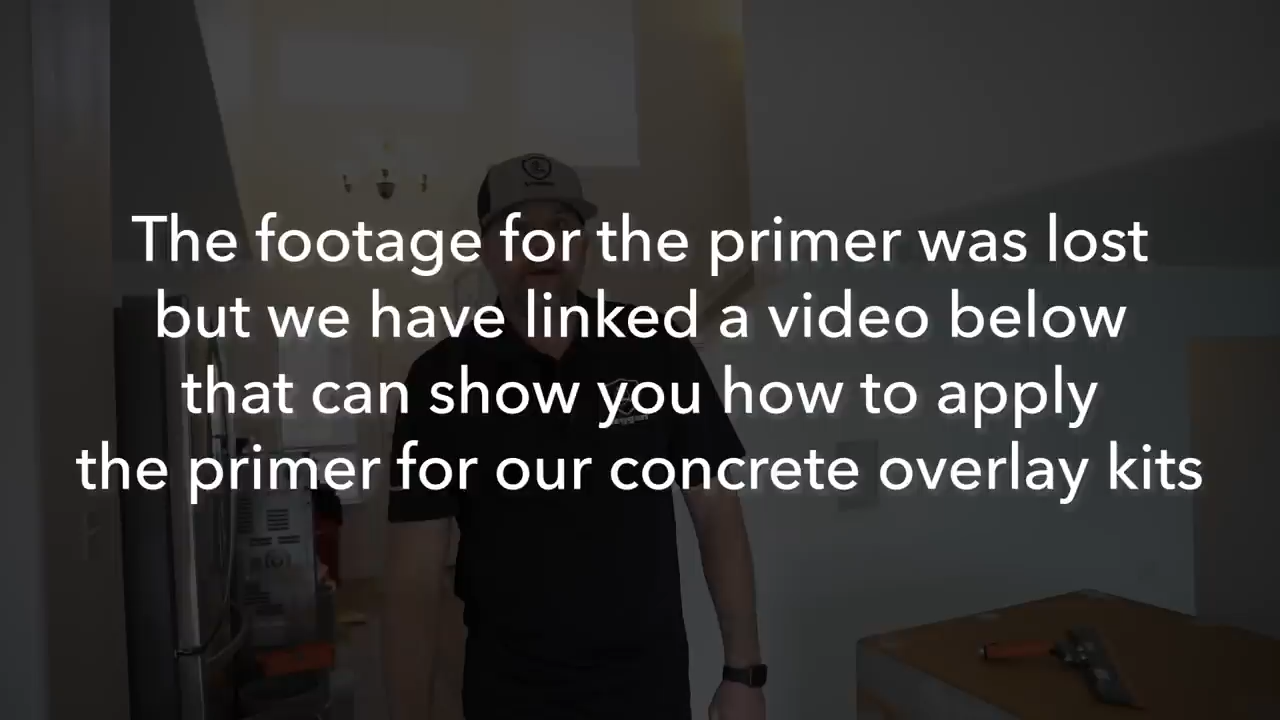 The footage for the primer was lost
but we have linked a video below
that can show you how to apply
the primer for our concrete overlay kits